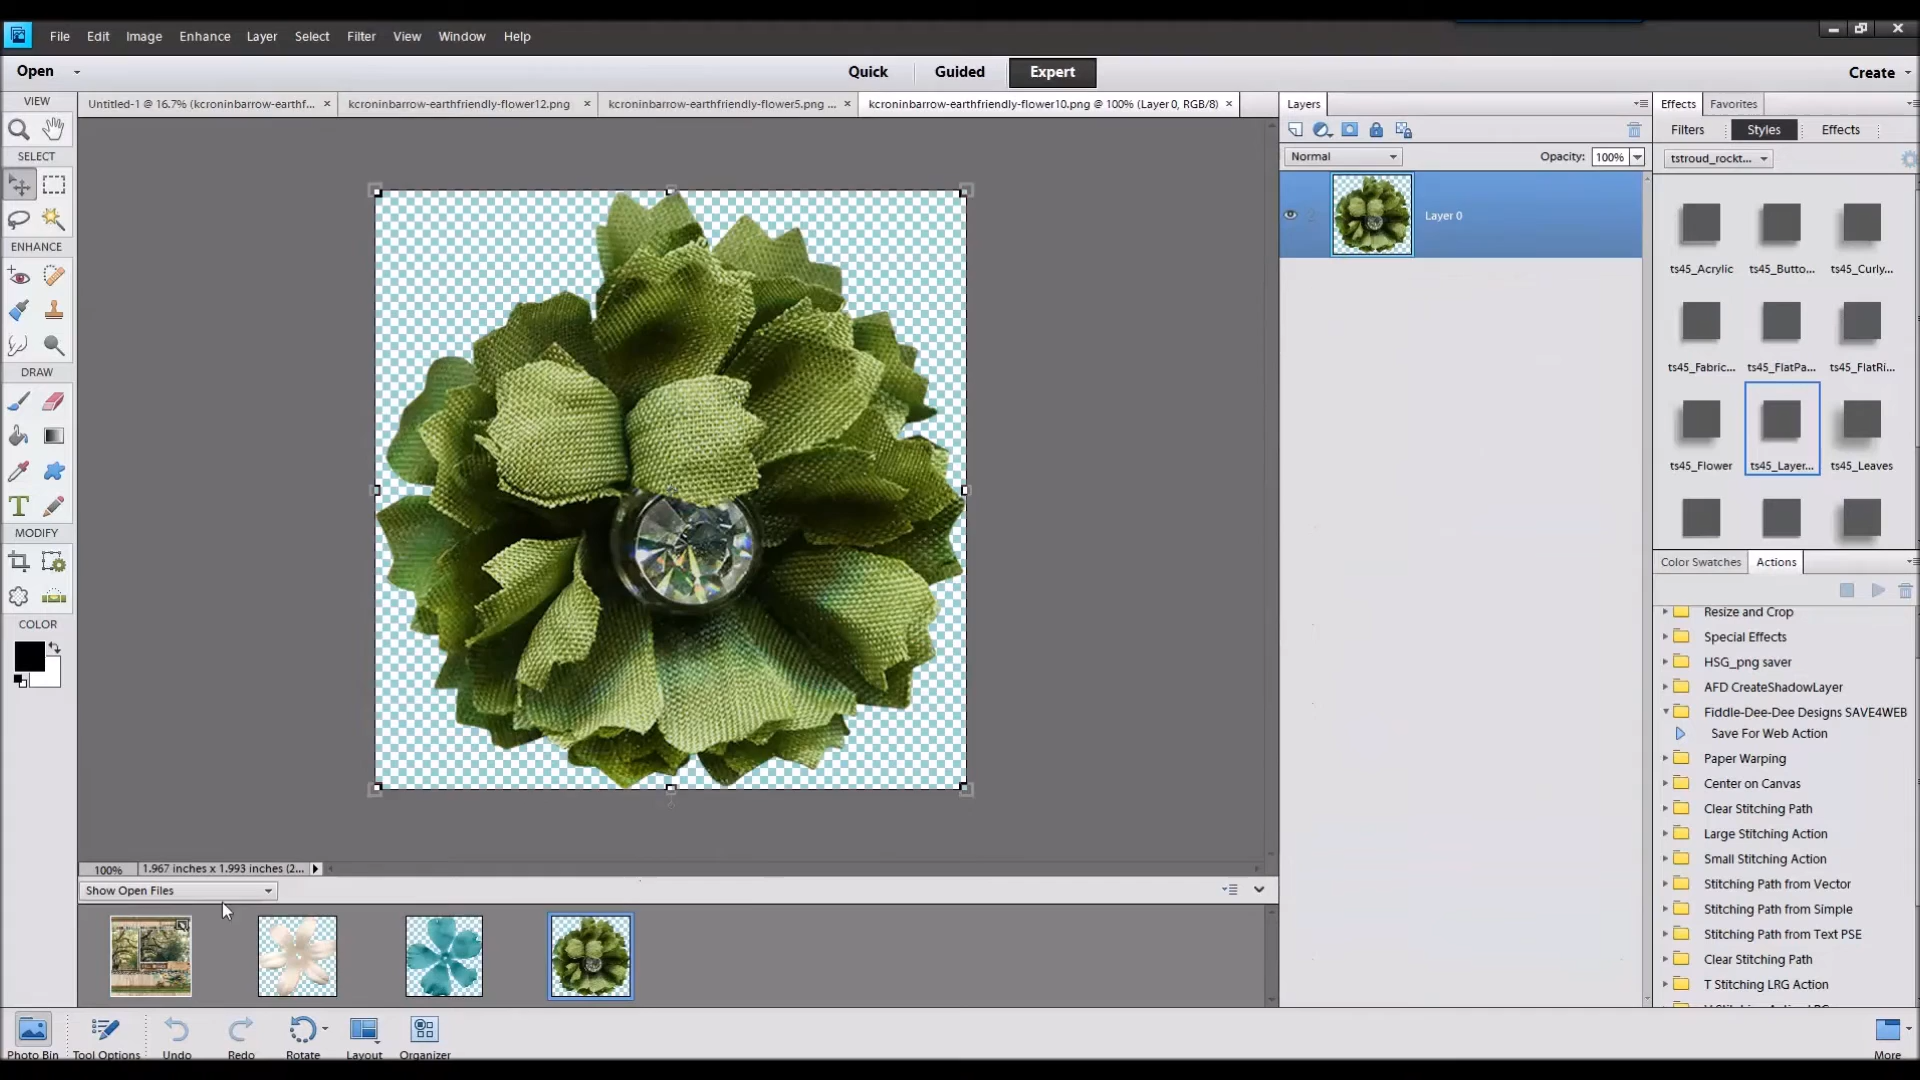 File Edit Image Enhance Layer Select Filter View Window Help
Open Quick Guided Expert Create
VIEW
SELECT
ENHANCE
DRAW
MODIFY
COLOR
Untitled-1 @ 16.7% (kcroninbarrow-earthf... × kcroninbarrow-earthfriendly-flower12.png × kcroninbarrow-earthfriendly-flower5.png ... × kcroninbarrow-earthfriendly-flower10.png @ 100% (Layer 0, RGB/8) ×
100% 1.967 inches x 1.993 inches (2...
Show Open Files
Photo Bin Tool Options Undo Redo Rotate Layout Organizer More
Layers
Normal Opacity: 100%
Layer 0
Effects Favorites
Filters Styles Effects
tstroud_rockt...
ts45_Acrylic ts45_Butto... ts45_Curly...
ts45_Fabric... ts45_FlatPa... ts45_FlatRi...
ts45_Flower ts45_Layer... ts45_Leaves
Color Swatches Actions
Resize and Crop
Special Effects
HSG_png saver
AFD CreateShadowLayer
Fiddle-Dee-Dee Designs SAVE4WEB
Save For Web Action
Paper Warping
Center on Canvas
Clear Stitching Path
Large Stitching Action
Small Stitching Action
Stitching Path from Vector
Stitching Path from Simple
Stitching Path from Text PSE
Clear Stitching Path
T Stitching LRG Action